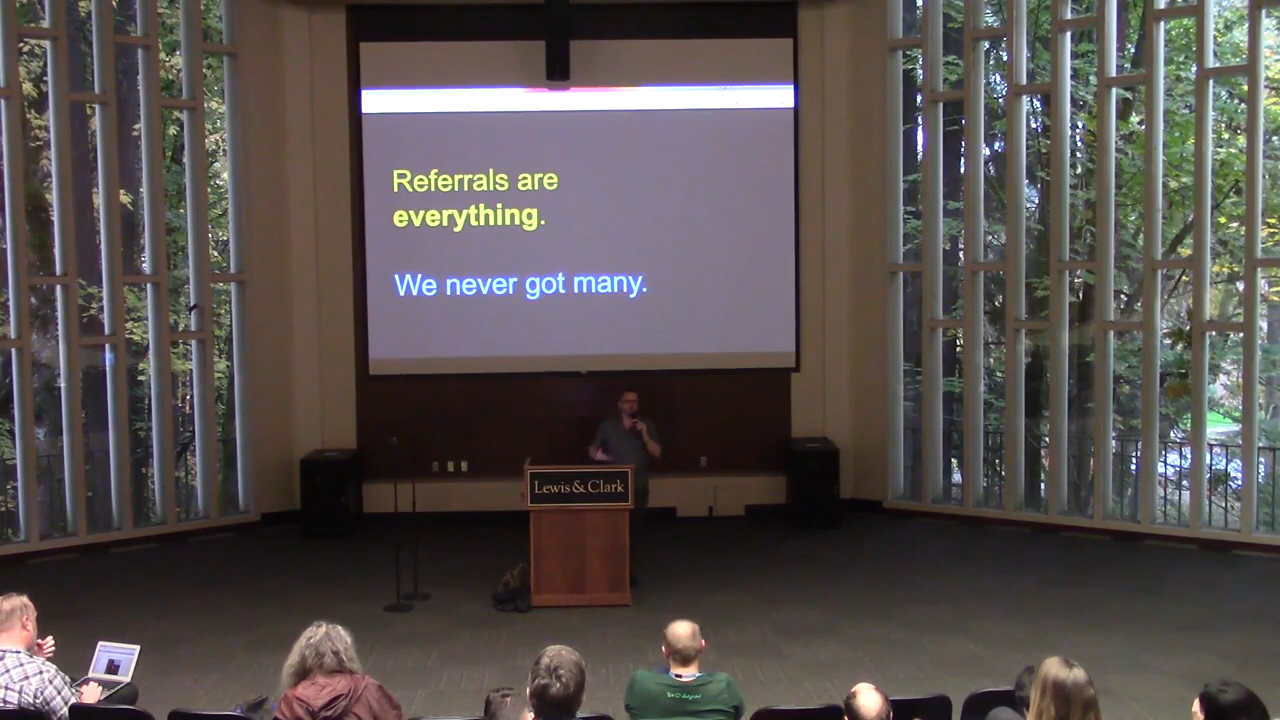 Referrals are
everything.
We never got many.
Lewis & Clark